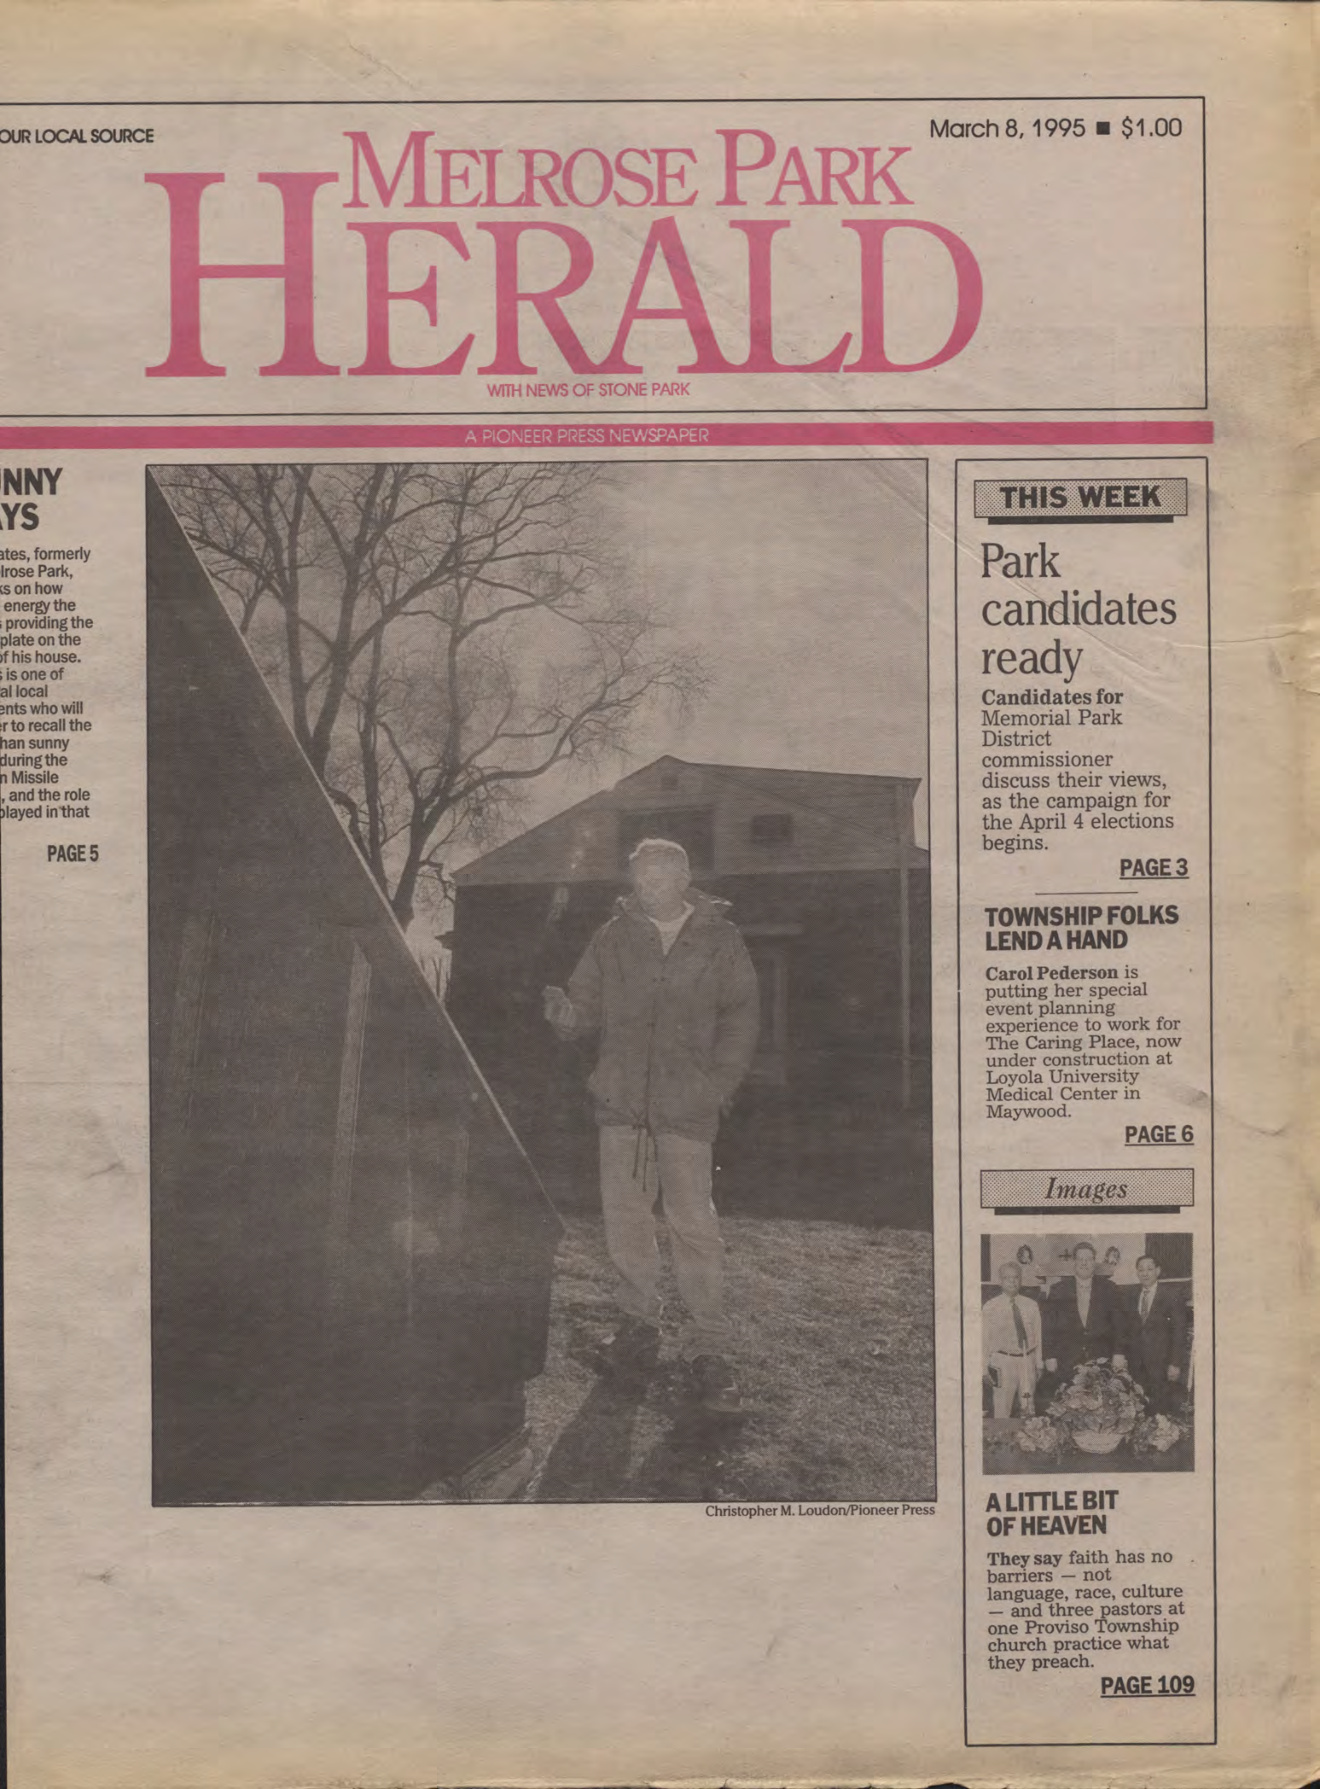 OUR LOCAL SOURCE
March 8, 1995 ■ $1.00
MELROSE PARK
HERALD
WITH NEWS OF STONE PARK
A PIONEER PRESS NEWSPAPER
NNY
YS
ates, formerly
lrose Park,
ks on how
energy the
s providing the
plate on the
of his house.
s is one of
al local
ents who will
er to recall the
han sunny
during the
n Missile
, and the role
played in that
PAGE 5
Christopher M. Loudon/Pioneer Press
THIS WEEK
Park
candidates
ready
Candidates for
Memorial Park
District
commissioner
discuss their views,
as the campaign for
the April 4 elections
begins.
PAGE 3
TOWNSHIP FOLKS
LEND A HAND
Carol Pederson is
putting her special
event planning
experience to work for
The Caring Place, now
under construction at
Loyola University
Medical Center in
Maywood.
PAGE 6
Images
A LITTLE BIT
OF HEAVEN
They say faith has no
barriers — not
language, race, culture
— and three pastors at
one Proviso Township
church practice what
they preach.
PAGE 109